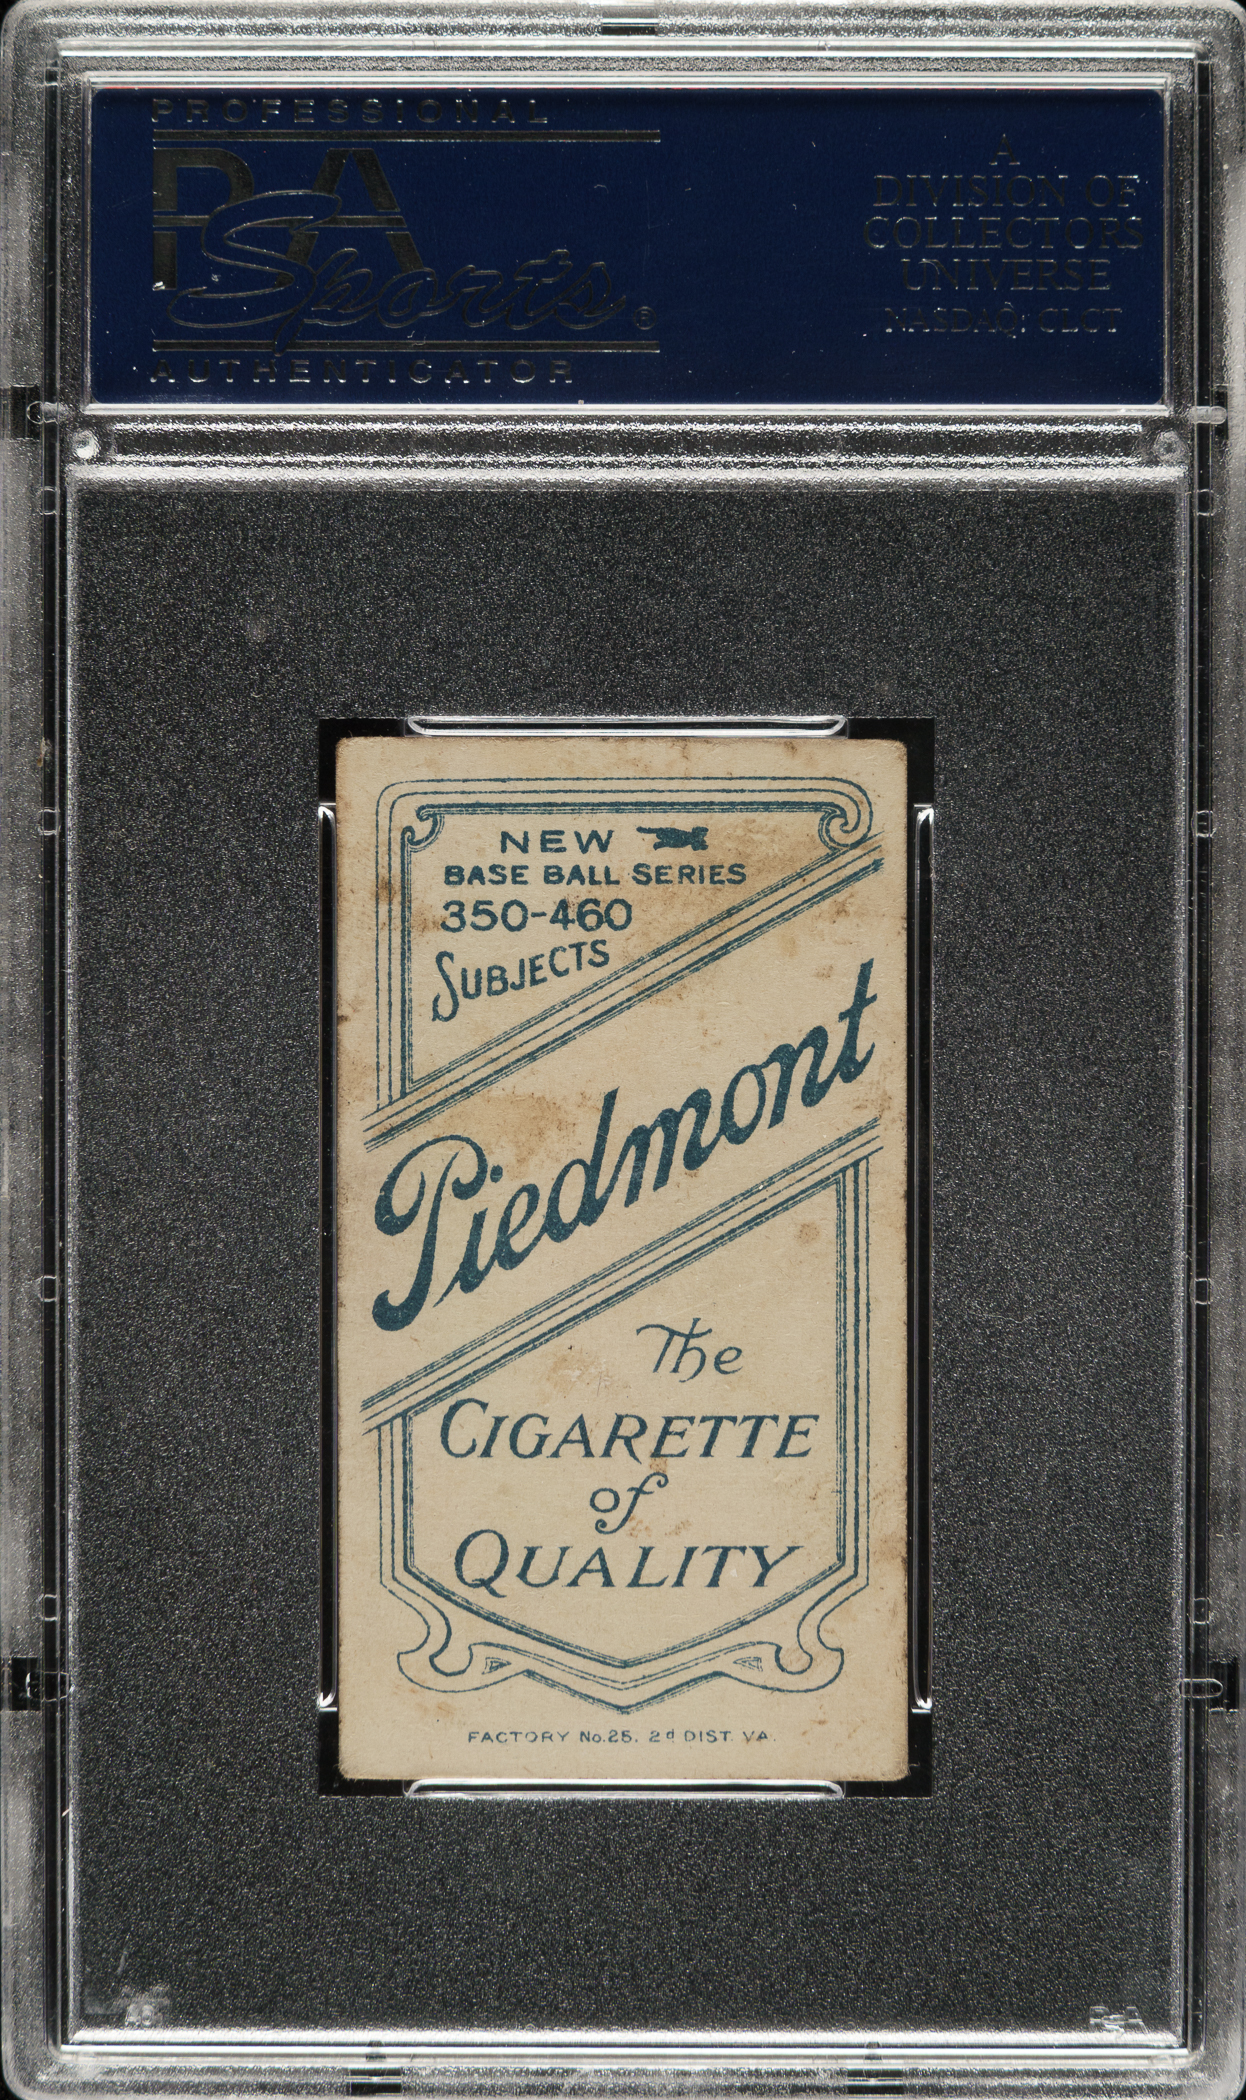 PROFESSIONAL
PSA
Sports®
AUTHENTICATOR
A
DIVISION OF
COLLECTORS
UNIVERSE
NASDAQ: CLCT
NEW
BASE BALL SERIES
350-460
SUBJECTS
Piedmont
The
CIGARETTE
of
QUALITY
FACTORY No.25. 2d DIST. VA.
PSA